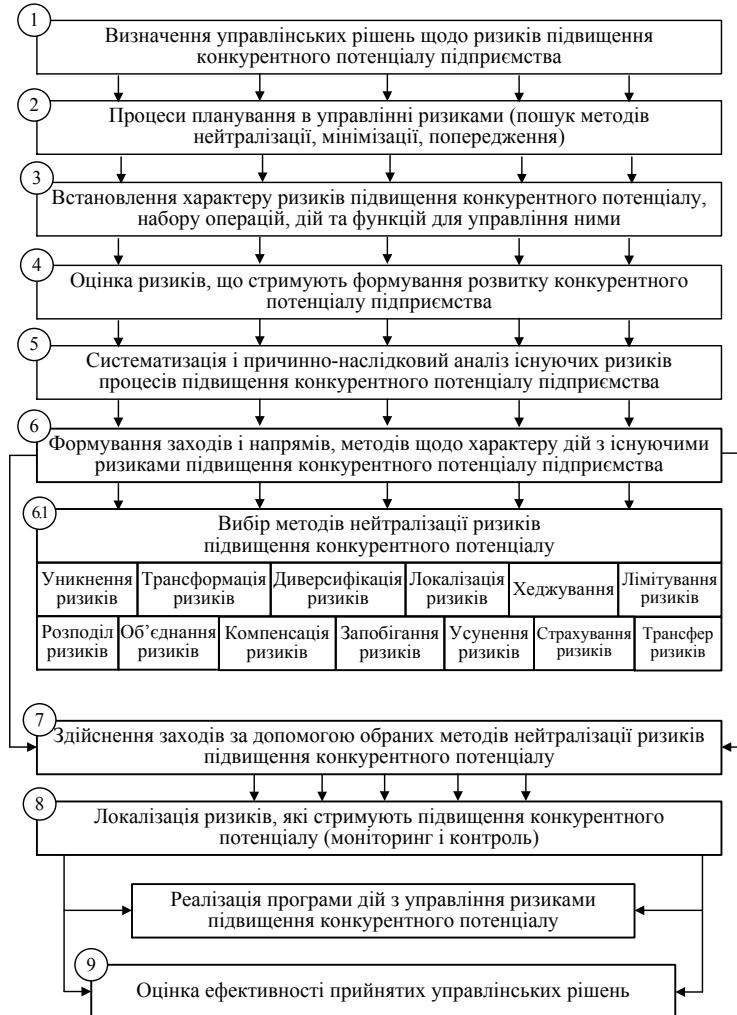 1
Визначення управлінських рішень щодо ризиків підвищення
конкурентного потенціалу підприємства
2
Процеси планування в управлінні ризиками (пошук методів
нейтралізації, мінімізації, попередження)
3
Встановлення характеру ризиків підвищення конкурентного потенціалу,
набору операцій, дій та функцій для управління ними
4
Оцінка ризиків, що стримують формування розвитку конкурентного
потенціалу підприємства
5
Систематизація і причинно-наслідковий аналіз існуючих ризиків
процесів підвищення конкурентного потенціалу підприємства
6
Формування заходів і напрямів, методів щодо характеру дій з існуючими
ризиками підвищення конкурентного потенціалу підприємства
6.1
Вибір методів нейтралізації ризиків
підвищення конкурентного потенціалу
Уникнення
ризиків
Трансформація
ризиків
Диверсифікація
ризиків
Локалізація
ризиків
Хеджування
Лімітування
ризиків
Розподіл
ризиків
Об’єднання
ризиків
Компенсація
ризиків
Запобігання
ризиків
Усунення
ризиків
Страхування
ризиків
Трансфер
ризиків
7
Здійснення заходів за допомогою обраних методів нейтралізації ризиків
підвищення конкурентного потенціалу
8
Локалізація ризиків, які стримують підвищення конкурентного
потенціалу (моніторинг і контроль)
Реалізація програми дій з управління ризиками
підвищення конкурентного потенціалу
9
Оцінка ефективності прийнятих управлінських рішень